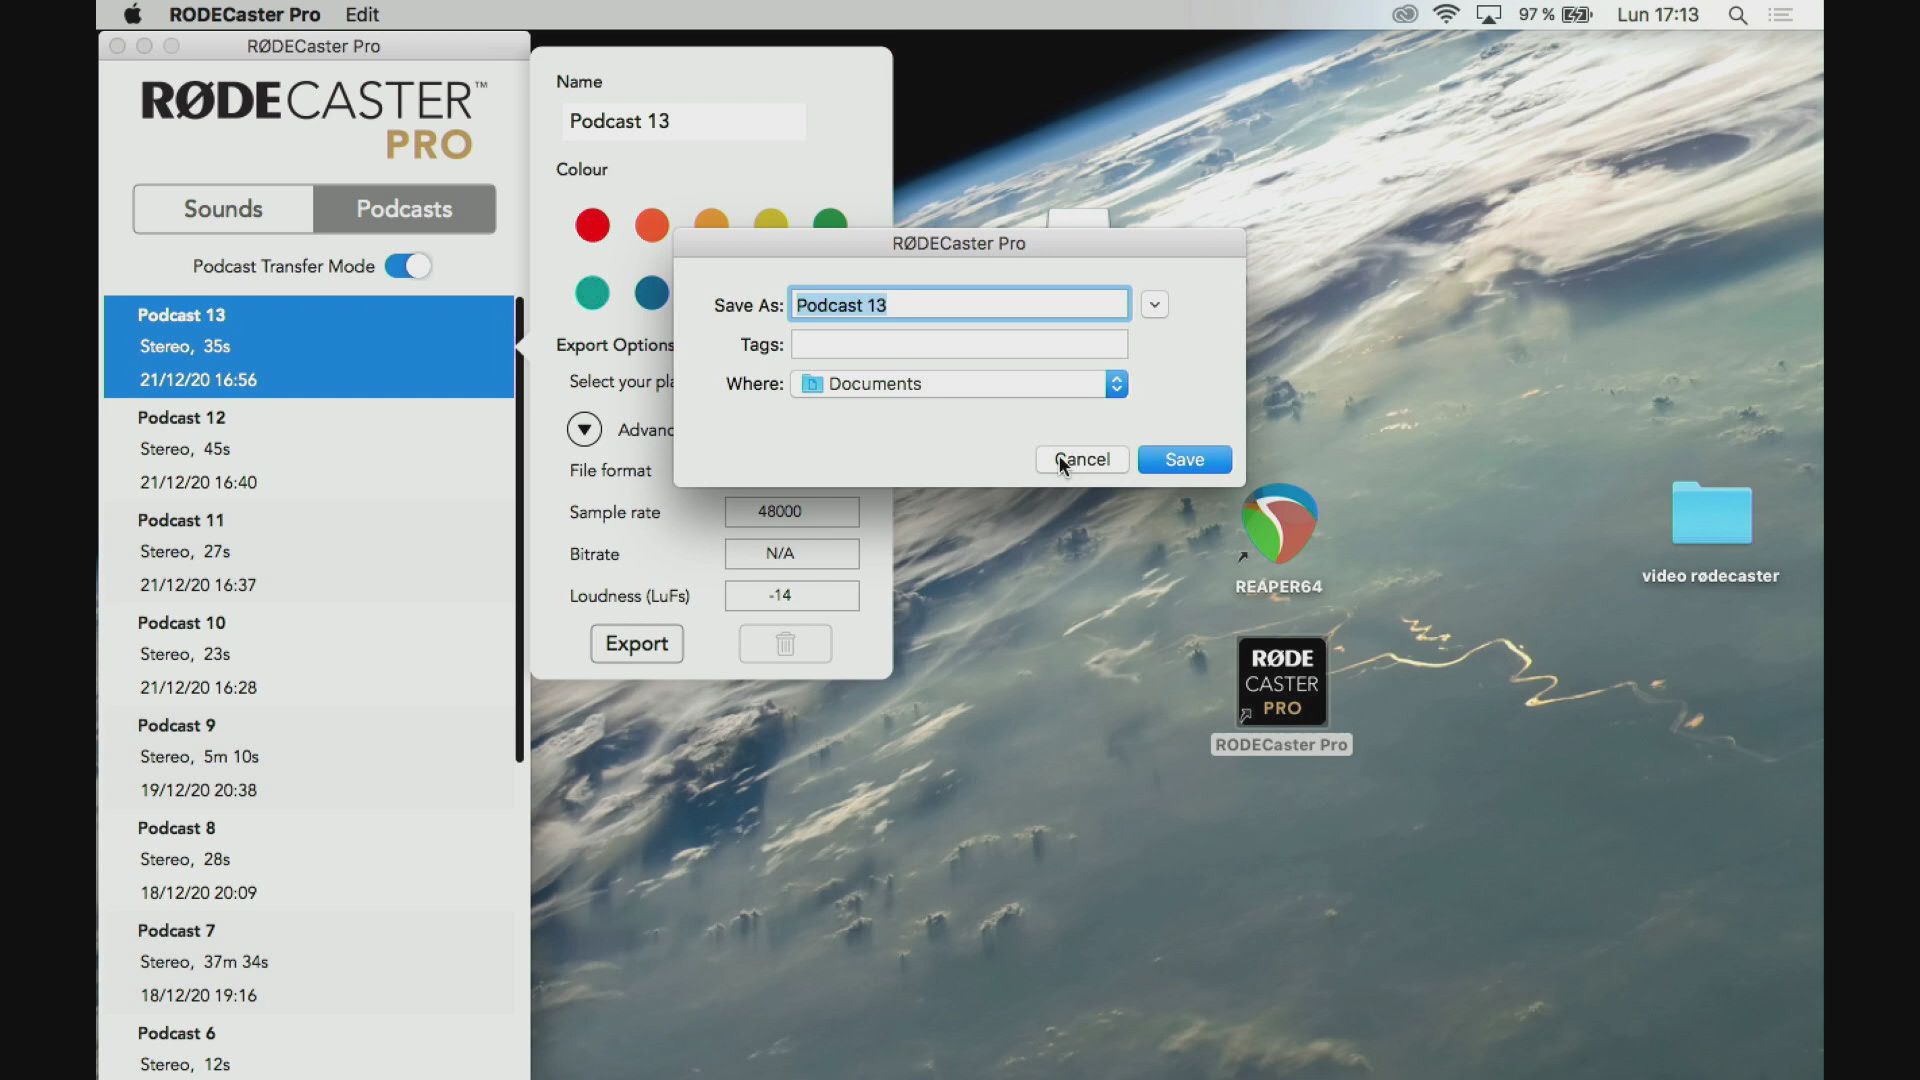 RODECaster Pro Edit
97 % Lun 17:13
RØDECaster Pro
RØDECASTER™
PRO
Sounds Podcasts
Podcast Transfer Mode
Podcast 13
Stereo, 35s
21/12/20 16:56
Podcast 12
Stereo, 45s
21/12/20 16:40
Podcast 11
Stereo, 27s
21/12/20 16:37
Podcast 10
Stereo, 23s
21/12/20 16:28
Podcast 9
Stereo, 5m 10s
19/12/20 20:38
Podcast 8
Stereo, 28s
18/12/20 20:09
Podcast 7
Stereo, 37m 34s
18/12/20 19:16
Podcast 6
Stereo, 12s
Name
Podcast 13
Colour
Export Options
Select your pla
Advanc
File format
Sample rate 48000
Bitrate N/A
Loudness (LuFs) -14
Export
RØDECaster Pro
Save As: Podcast 13
Tags:
Where: Documents
Cancel Save
REAPER64
video rødecaster
RØDE
CASTER
PRO
RODECaster Pro